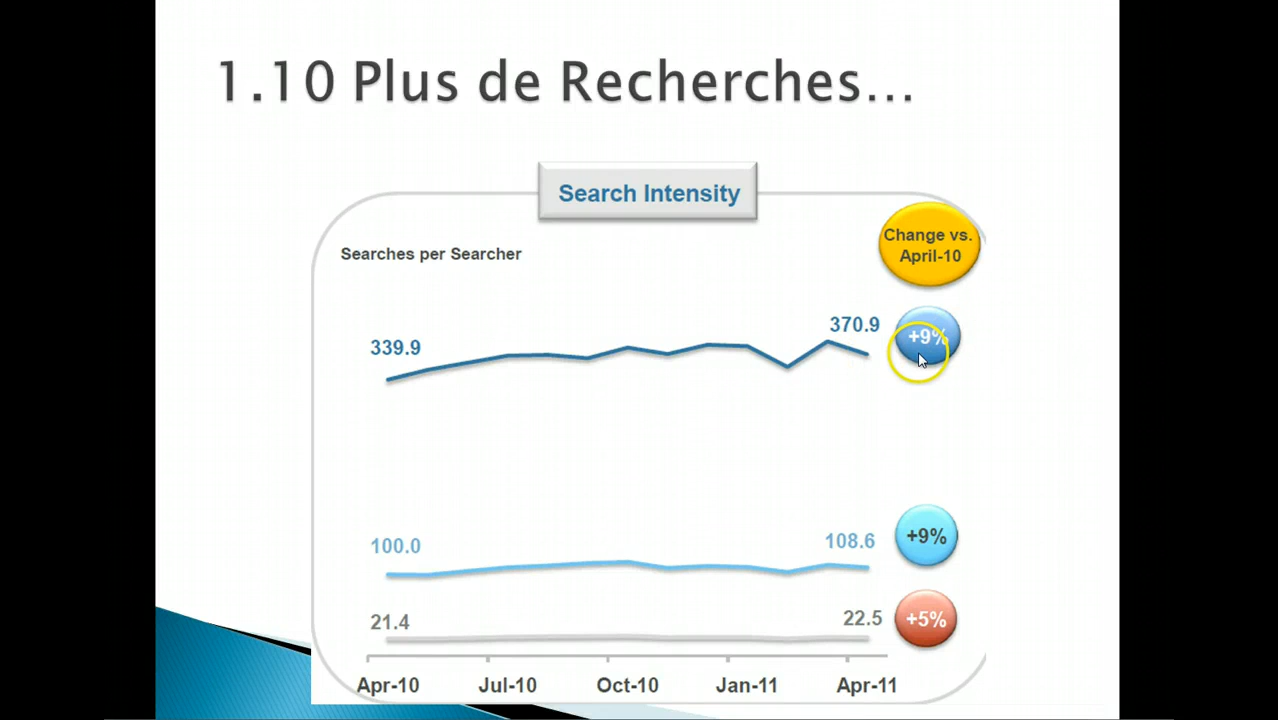 1.10 Plus de Recherches...
Search Intensity
Change vs.
April-10
Searches per Searcher
370.9
+9%
339.9
+9%
108.6
100.0
+5%
22.5
21.4
Apr-10 Jul-10 Oct-10 Jan-11 Apr-11